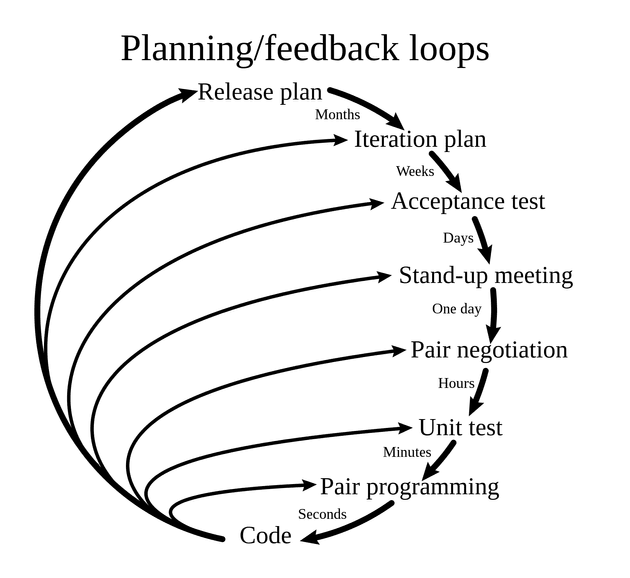 Planning/feedback loops
Release plan
Months
Iteration plan
Weeks
Acceptance test
Days
Stand-up meeting
One day
Pair negotiation
Hours
Unit test
Minutes
Pair programming
Seconds
Code